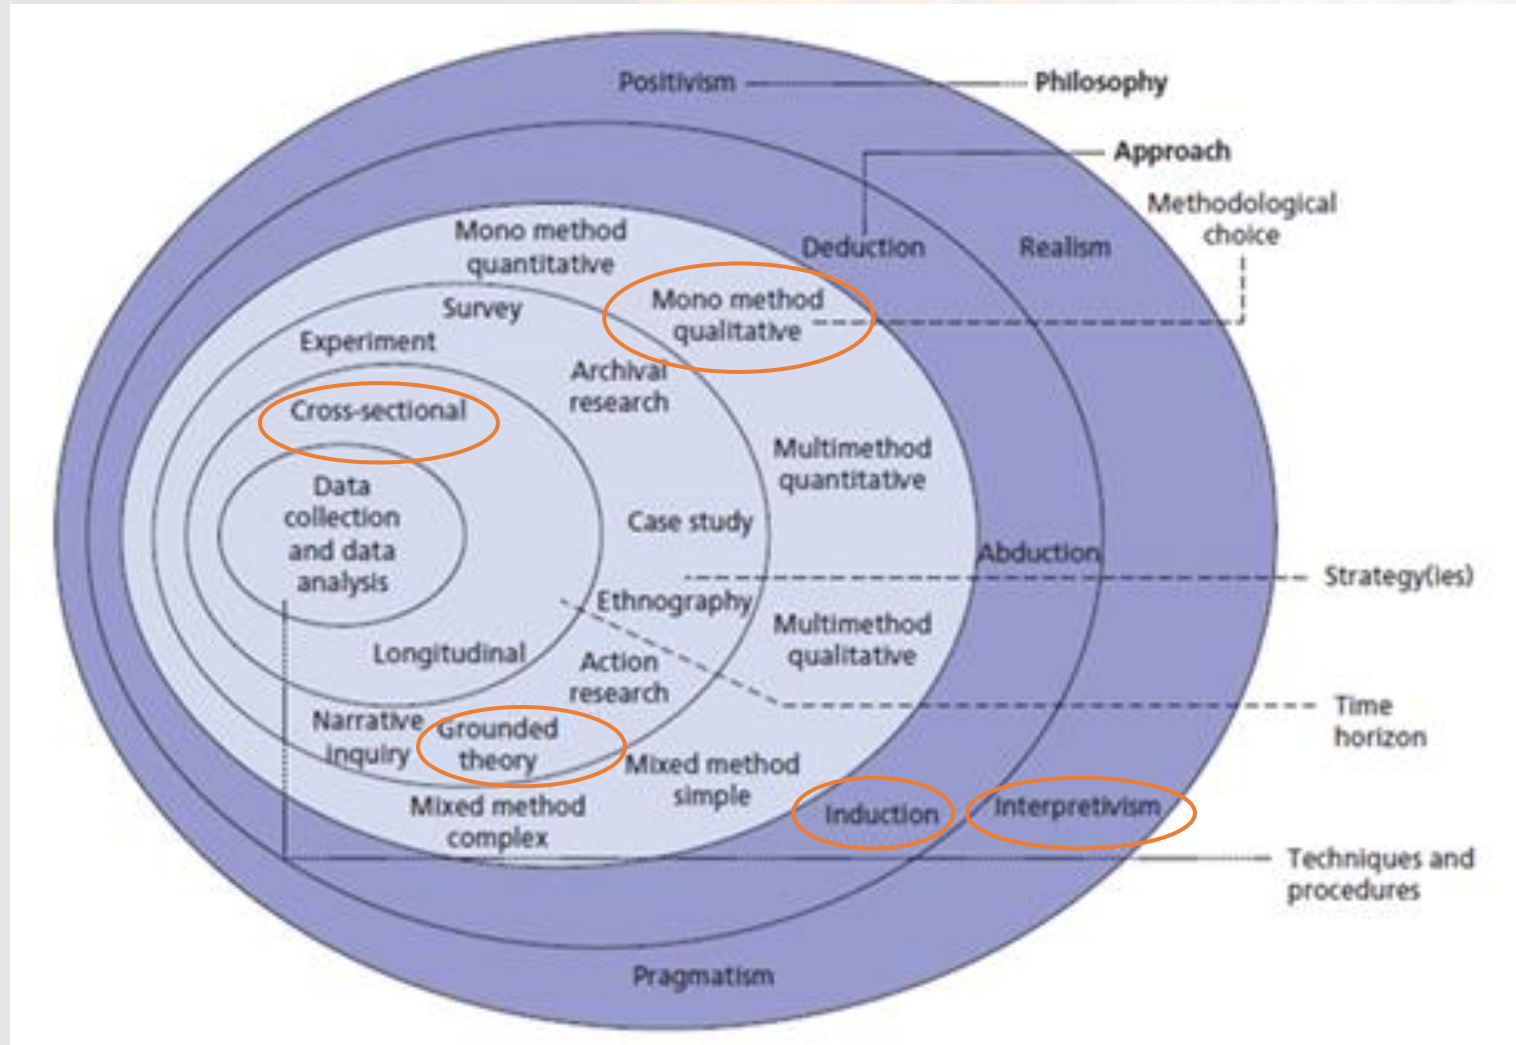 Positivism
Philosophy
Approach
Methodological
choice
Mono method
quantitative
Deduction
Realism
Survey
Mono method
qualitative
Experiment
Archival
research
Cross-sectional
Multimethod
quantitative
Data
collection
and data
analysis
Case study
Abduction
Strategy(ies)
Ethnography
Multimethod
qualitative
Longitudinal
Action
research
Time
horizon
Narrative
inquiry
Grounded
theory
Mixed method
simple
Mixed method
complex
Induction
Interpretivism
Techniques and
procedures
Pragmatism